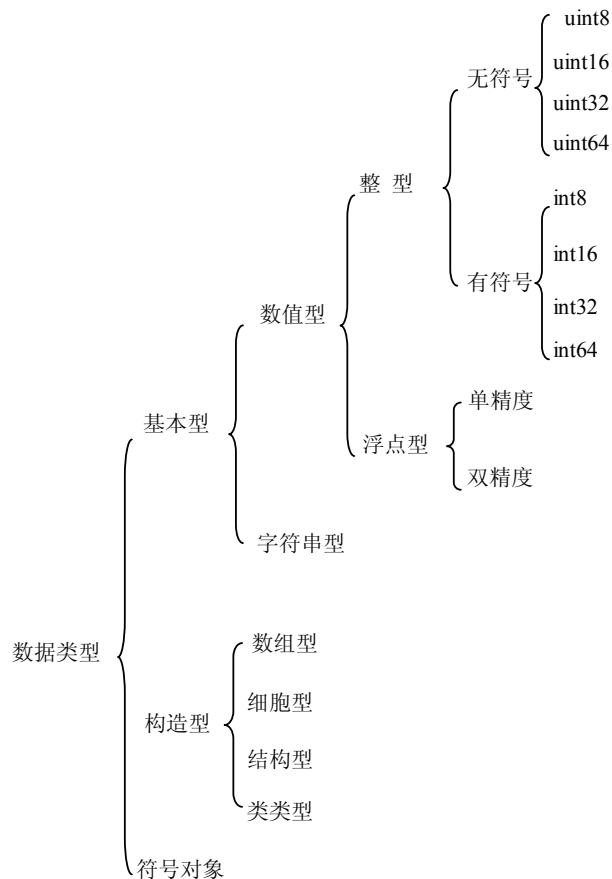 uint8
uint16
无符号
uint32
uint64
整 型
int8
int16
有符号
int32
数值型
int64
单精度
基本型
浮点型
双精度
字符串型
数组型
数据类型
细胞型
构造型
结构型
类类型
符号对象